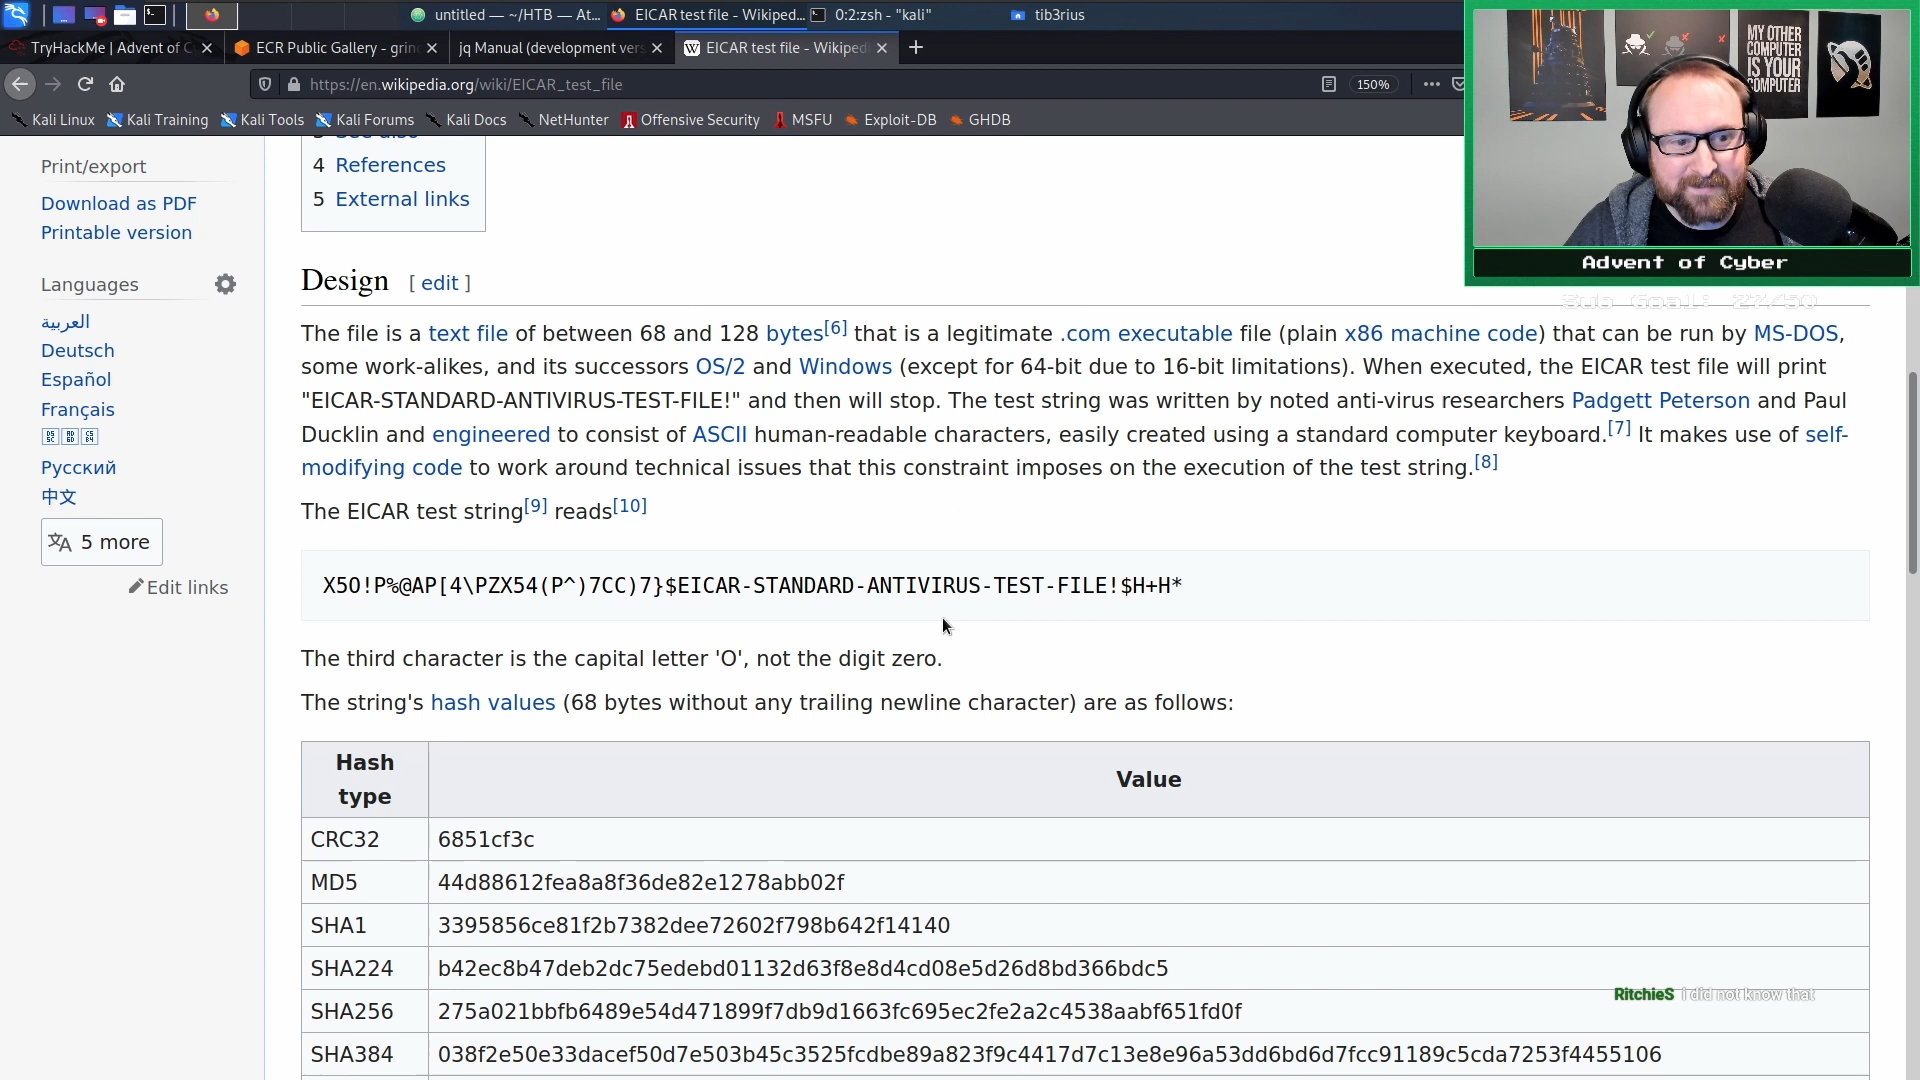 untitled — ~/HTB — At...
EICAR test file - Wikiped...
0:2:zsh - "kali"
tib3rius
TryHackMe | Advent of C
ECR Public Gallery - grin
jq Manual (development ver
EICAR test file - Wikiped
https://en.wikipedia.org/wiki/EICAR_test_file
150%
Kali Linux
Kali Training
Kali Tools
Kali Forums
Kali Docs
NetHunter
Offensive Security
MSFU
Exploit-DB
GHDB
MY OTHER
COMPUTER
IS YOUR
COMPUTER
Advent of Cyber
Sub Goal: 27/50
Print/export
Download as PDF
Printable version
Languages
العربية
Deutsch
Español
Français
Русский
中文
5 more
Edit links
3 See also
4 References
5 External links
Design [ edit ]
The file is a text file of between 68 and 128 bytes[6] that is a legitimate .com executable file (plain x86 machine code) that can be run by MS-DOS,
some work-alikes, and its successors OS/2 and Windows (except for 64-bit due to 16-bit limitations). When executed, the EICAR test file will print
"EICAR-STANDARD-ANTIVIRUS-TEST-FILE!" and then will stop. The test string was written by noted anti-virus researchers Padgett Peterson and Paul
Ducklin and engineered to consist of ASCII human-readable characters, easily created using a standard computer keyboard.[7] It makes use of self-
modifying code to work around technical issues that this constraint imposes on the execution of the test string.[8]
The EICAR test string[9] reads[10]
X5O!P%@AP[4\PZX54(P^)7CC)7}$EICAR-STANDARD-ANTIVIRUS-TEST-FILE!$H+H*
The third character is the capital letter 'O', not the digit zero.
The string's hash values (68 bytes without any trailing newline character) are as follows:
Hash type Value
CRC32 6851cf3c
MD5 44d88612fea8a8f36de82e1278abb02f
SHA1 3395856ce81f2b7382dee72602f798b642f14140
SHA224 b42ec8b47deb2dc75edebd01132d63f8e8d4cd08e5d26d8bd366bdc5
SHA256 275a021bbfb6489e54d471899f7db9d1663fc695ec2fe2a2c4538aabf651fd0f
SHA384 038f2e50e33dacef50d7e503b45c3525fcdbe89a823f9c4417d7c13e8e96a53dd6bd6d7fcc91189c5cda7253f4455106
RitchieS i did not know that